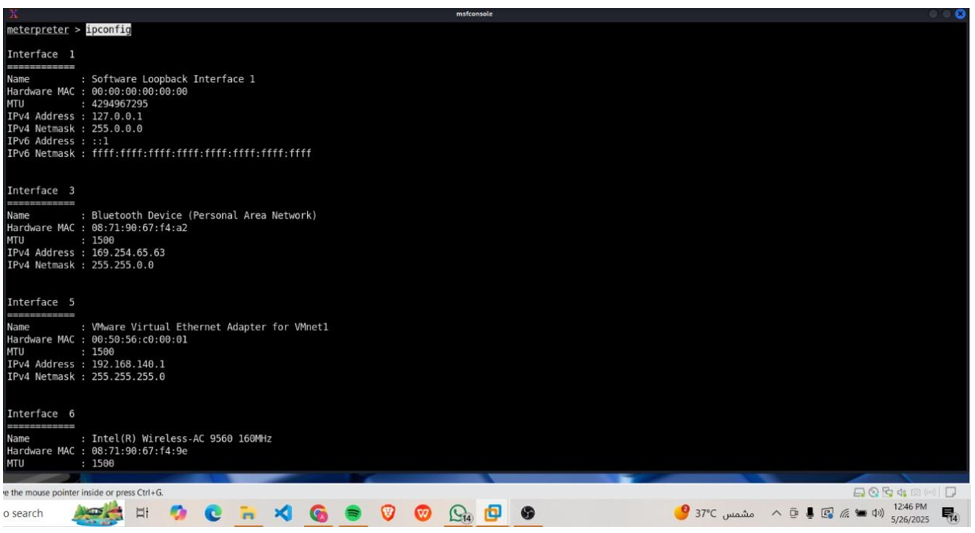 msfconsole
meterpreter > ipconfig
Interface  1
============
Name         : Software Loopback Interface 1
Hardware MAC : 00:00:00:00:00:00
MTU          : 4294967295
IPv4 Address : 127.0.0.1
IPv4 Netmask : 255.0.0.0
IPv6 Address : ::1
IPv6 Netmask : ffff:ffff:ffff:ffff:ffff:ffff:ffff:ffff
Interface  3
============
Name         : Bluetooth Device (Personal Area Network)
Hardware MAC : 08:71:90:67:f4:a2
MTU          : 1500
IPv4 Address : 169.254.65.63
IPv4 Netmask : 255.255.0.0
Interface  5
============
Name         : VMware Virtual Ethernet Adapter for VMnet1
Hardware MAC : 00:50:56:c0:00:01
MTU          : 1500
IPv4 Address : 192.168.140.1
IPv4 Netmask : 255.255.255.0
Interface  6
============
Name         : Intel(R) Wireless-AC 9560 160MHz
Hardware MAC : 08:71:90:67:f4:9e
MTU          : 1500
ve the mouse pointer inside or press Ctrl+G.
o search
14
2
37°C مشمس
12:46 PM
5/26/2025
14